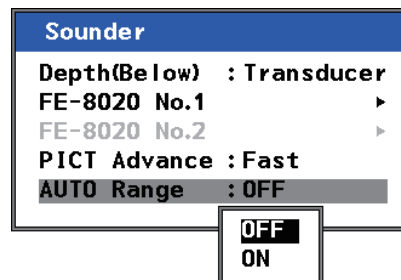 Sounder
Depth(Below) :Transducer
FE-8020 No.1 ►
FE-8020 No.2 ►
PICT Advance :Fast
AUTO Range :OFF
OFF
ON